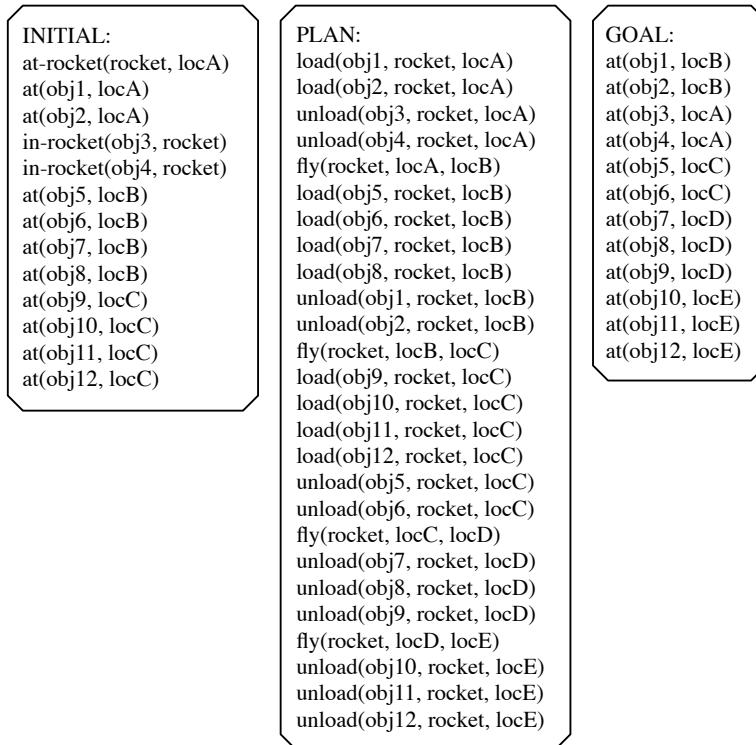 INITIAL:
at-rocket(rocket, locA)
at(obj1, locA)
at(obj2, locA)
in-rocket(obj3, rocket)
in-rocket(obj4, rocket)
at(obj5, locB)
at(obj6, locB)
at(obj7, locB)
at(obj8, locB)
at(obj9, locC)
at(obj10, locC)
at(obj11, locC)
at(obj12, locC)
PLAN:
load(obj1, rocket, locA)
load(obj2, rocket, locA)
unload(obj3, rocket, locA)
unload(obj4, rocket, locA)
fly(rocket, locA, locB)
load(obj5, rocket, locB)
load(obj6, rocket, locB)
load(obj7, rocket, locB)
load(obj8, rocket, locB)
unload(obj1, rocket, locB)
unload(obj2, rocket, locB)
fly(rocket, locB, locC)
load(obj9, rocket, locC)
load(obj10, rocket, locC)
load(obj11, rocket, locC)
load(obj12, rocket, locC)
unload(obj5, rocket, locC)
unload(obj6, rocket, locC)
fly(rocket, locC, locD)
unload(obj7, rocket, locD)
unload(obj8, rocket, locD)
unload(obj9, rocket, locD)
fly(rocket, locD, locE)
unload(obj10, rocket, locE)
unload(obj11, rocket, locE)
unload(obj12, rocket, locE)
GOAL:
at(obj1, locB)
at(obj2, locB)
at(obj3, locA)
at(obj4, locA)
at(obj5, locC)
at(obj6, locC)
at(obj7, locD)
at(obj8, locD)
at(obj9, locD)
at(obj10, locE)
at(obj11, locE)
at(obj12, locE)